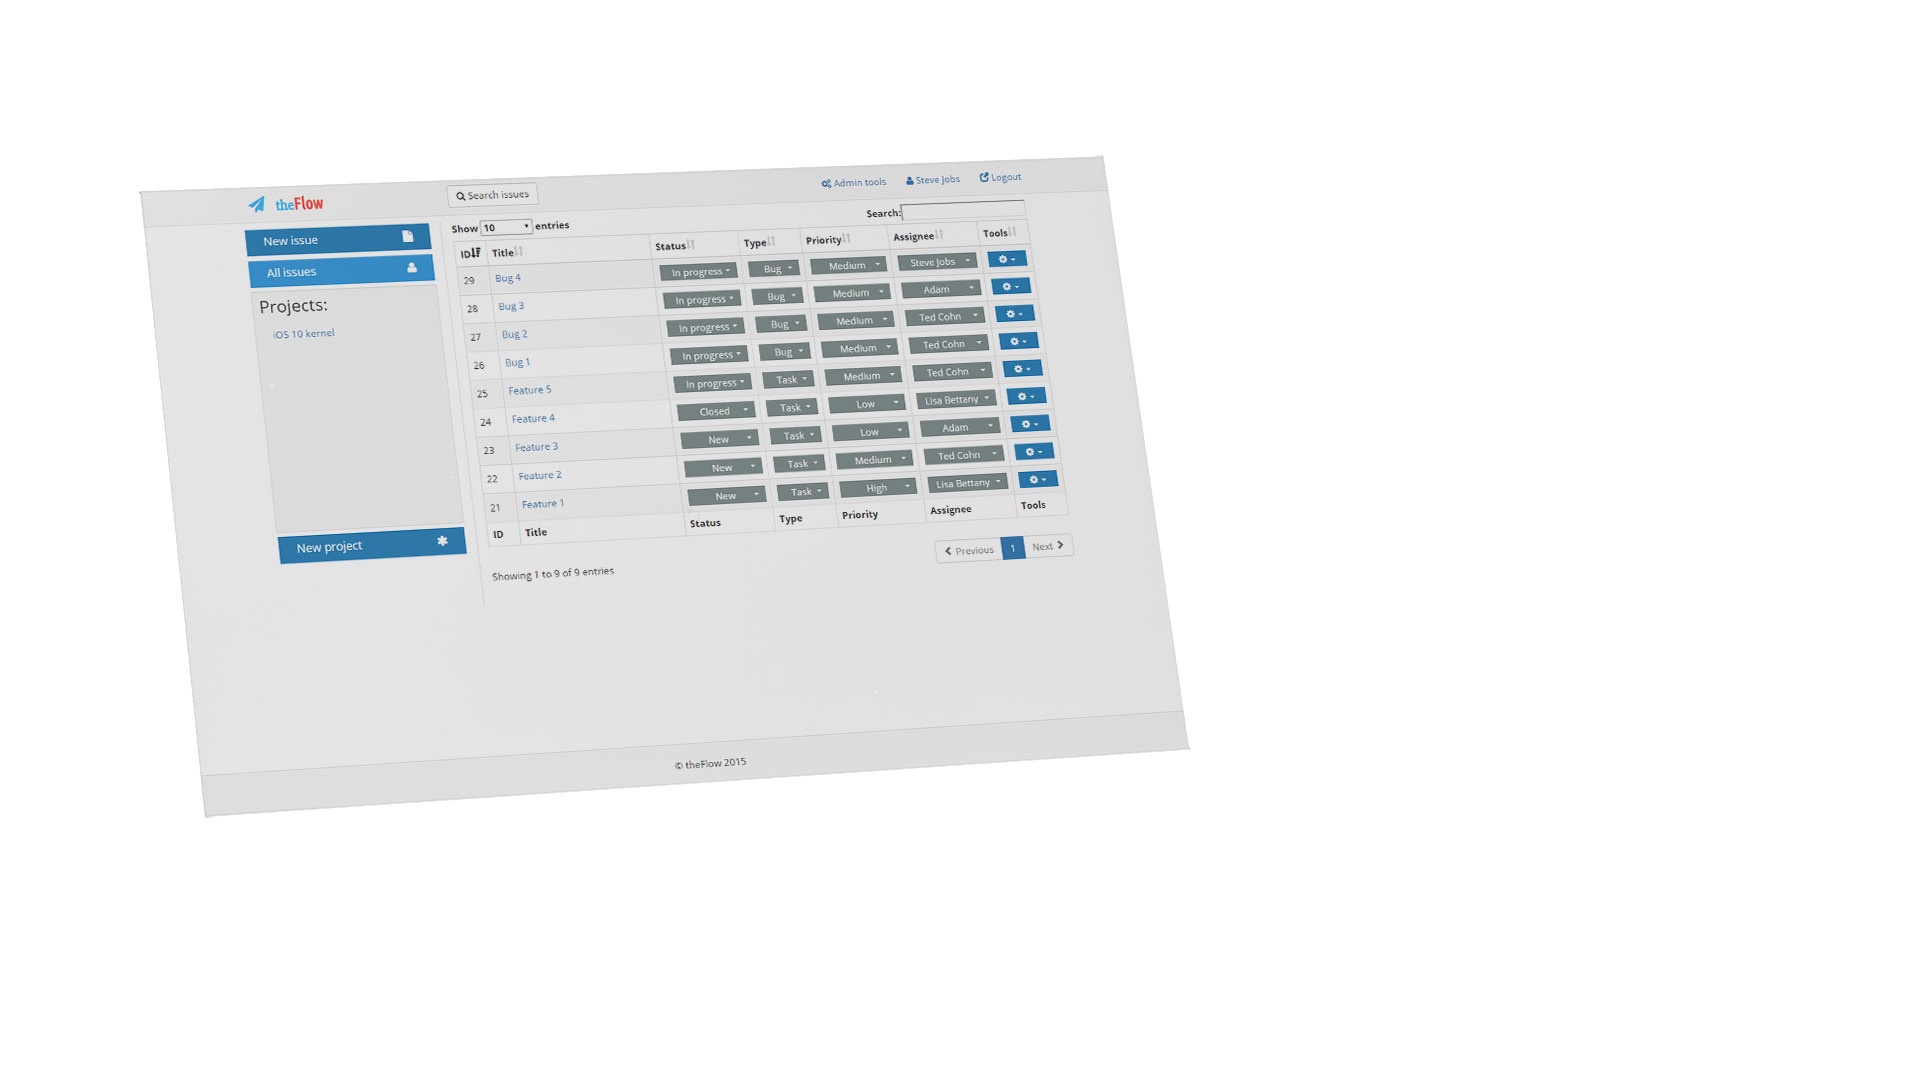 theFlow
Search issues
Admin tools Steve Jobs Logout
New issue
All issues
Projects:
iOS 10 kernel
New project
Show 10 entries
Search:
ID Title Status Type Priority Assignee Tools
29 Bug 4 In progress Bug Medium Steve Jobs
28 Bug 3 In progress Bug Medium Adam
27 Bug 2 In progress Bug Medium Ted Cohn
26 Bug 1 In progress Bug Medium Ted Cohn
25 Feature 5 In progress Task Medium Ted Cohn
24 Feature 4 Closed Task Low Lisa Bettany
23 Feature 3 New Task Low Adam
22 Feature 2 New Task Medium Ted Cohn
21 Feature 1 New Task High Lisa Bettany
ID Title Status Type Priority Assignee Tools
Showing 1 to 9 of 9 entries
Previous 1 Next
© theFlow 2015